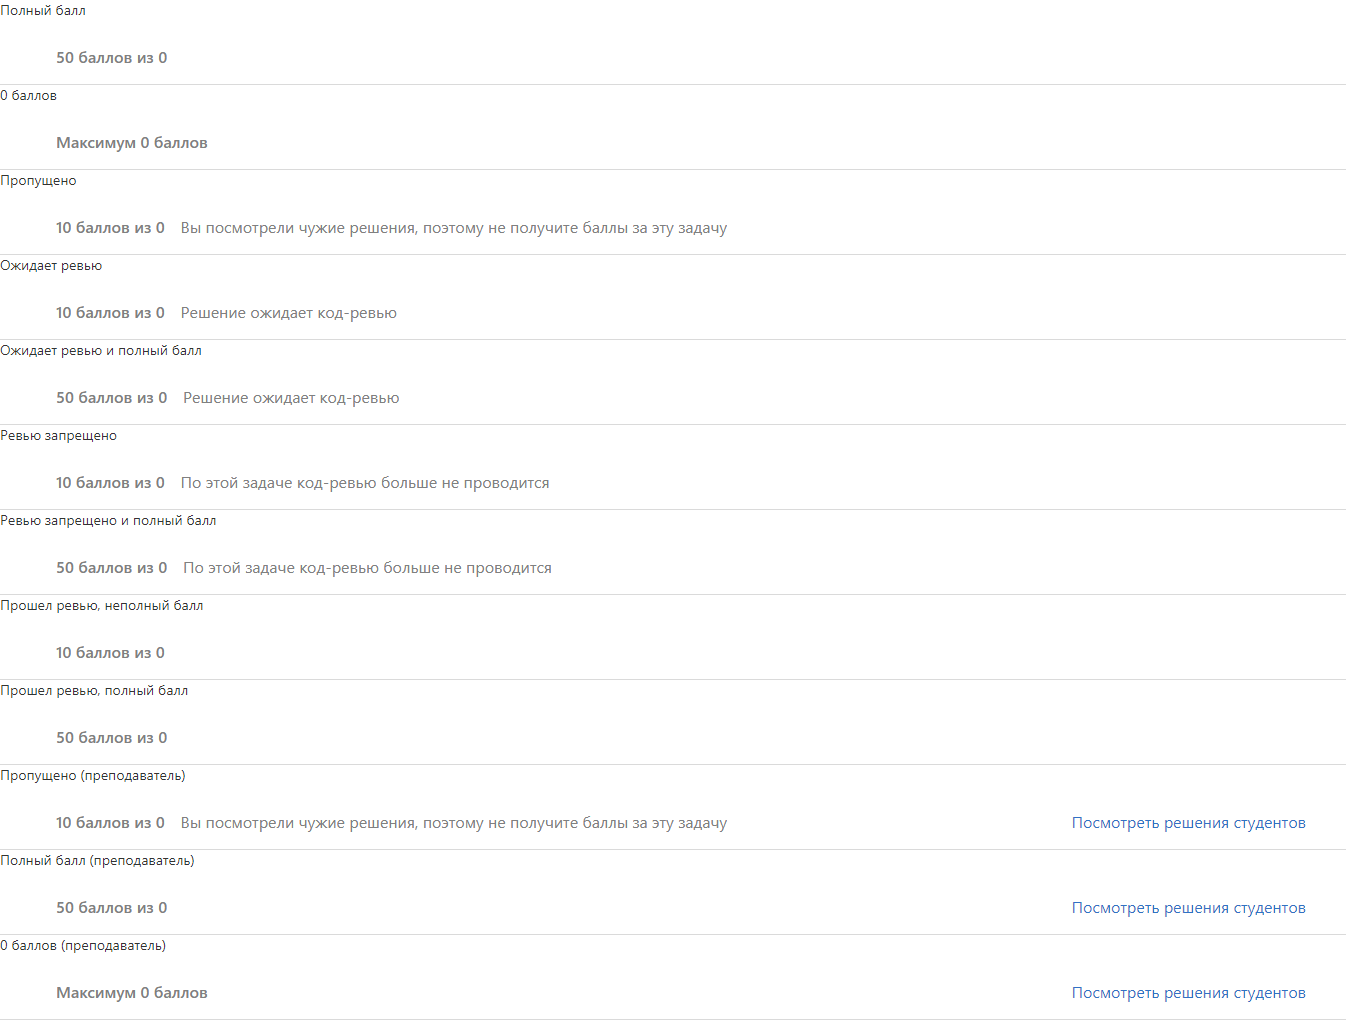 Полный балл
50 баллов из 0
0 баллов
Максимум 0 баллов
Пропущено
10 баллов из 0 Вы посмотрели чужие решения, поэтому не получите баллы за эту задачу
Ожидает ревью
10 баллов из 0 Решение ожидает код-ревью
Ожидает ревью и полный балл
50 баллов из 0 Решение ожидает код-ревью
Ревью запрещено
10 баллов из 0 По этой задаче код-ревью больше не проводится
Ревью запрещено и полный балл
50 баллов из 0 По этой задаче код-ревью больше не проводится
Прошел ревью, неполный балл
10 баллов из 0
Прошел ревью, полный балл
50 баллов из 0
Пропущено (преподаватель)
10 баллов из 0 Вы посмотрели чужие решения, поэтому не получите баллы за эту задачу Посмотреть решения студентов
Полный балл (преподаватель)
50 баллов из 0 Посмотреть решения студентов
0 баллов (преподаватель)
Максимум 0 баллов Посмотреть решения студентов